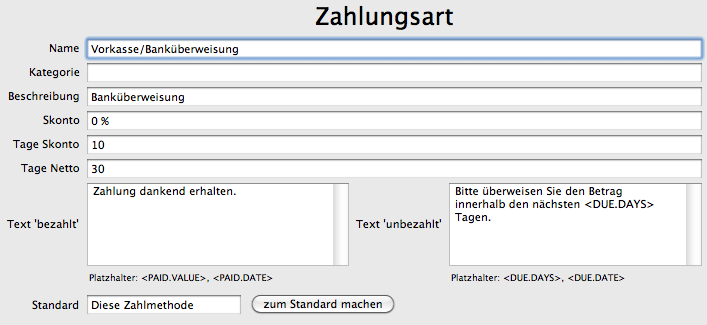 Zahlungsart
Name Vorkasse/Banküberweisung
Kategorie
Beschreibung Banküberweisung
Skonto 0 %
Tage Skonto 10
Tage Netto 30
Text 'bezahlt' Zahlung dankend erhalten.
Platzhalter: <PAID.VALUE>, <PAID.DATE>
Text 'unbezahlt' Bitte überweisen Sie den Betrag
innerhalb den nächsten <DUE.DAYS>
Tagen.
Platzhalter: <DUE.DAYS>, <DUE.DATE>
Standard Diese Zahlmethode zum Standard machen